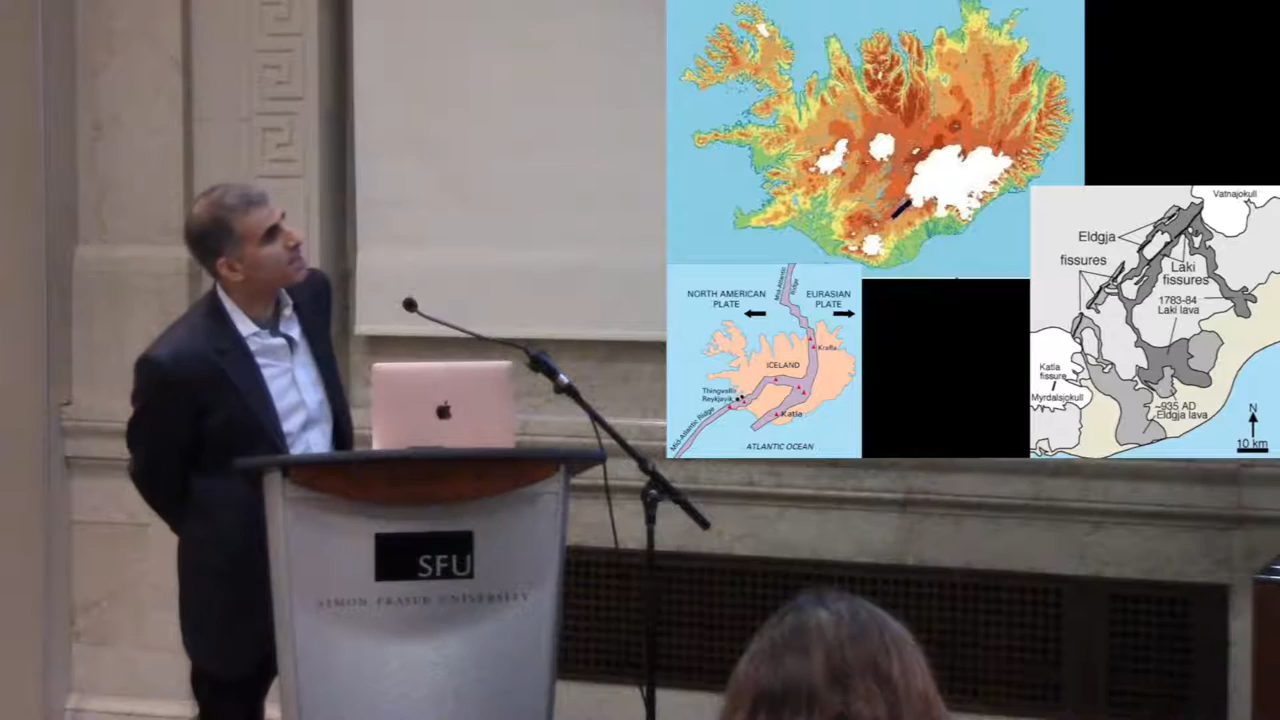 SFU
SIMON FRASER UNIVERSITY
NORTH AMERICAN
PLATE
Mid-Atlantic
Ridge
EURASIAN
PLATE
Krafla
ICELAND
Thingvellir
Reykjavik
Katla
Mid-Atlantic Ridge
ATLANTIC OCEAN
Vatnajokull
Eldgja
fissures
Laki
fissures
1783-84
Laki lava
Katla
fissure
Myrdalsjokull
~935 AD
Eldgja lava
N
10 km